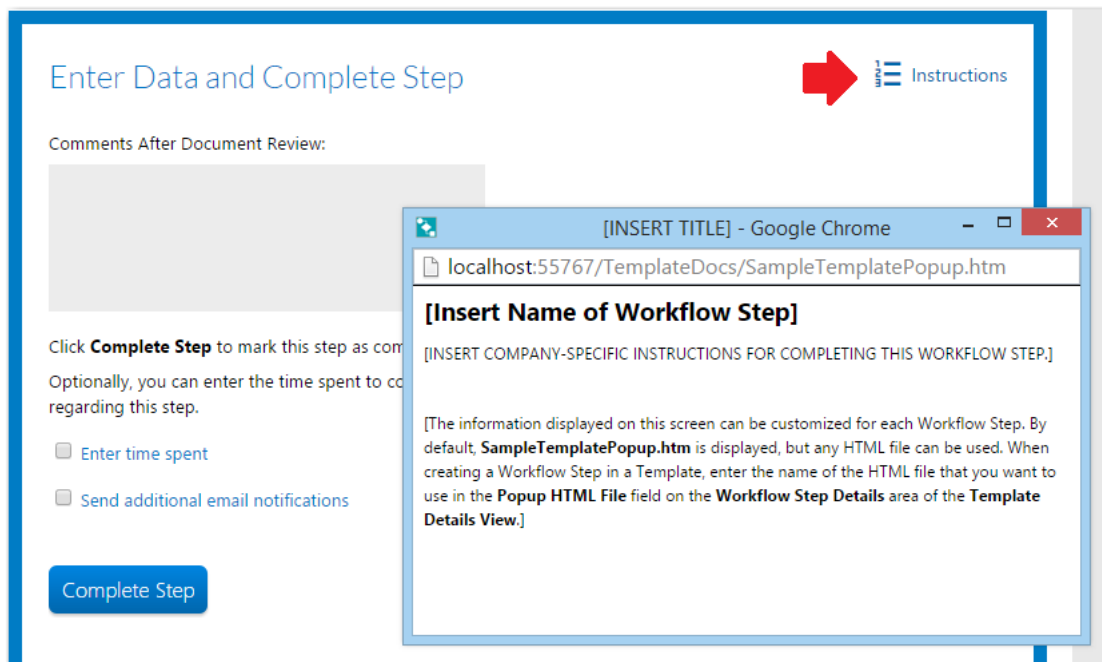 Enter Data and Complete Step
1
2
3
Instructions
Comments After Document Review:
Click Complete Step to mark this step as com
Optionally, you can enter the time spent to co
regarding this step.
Enter time spent
Send additional email notifications
Complete Step
[INSERT TITLE] - Google Chrome
localhost:55767/TemplateDocs/SampleTemplatePopup.htm
[Insert Name of Workflow Step]
[INSERT COMPANY-SPECIFIC INSTRUCTIONS FOR COMPLETING THIS WORKFLOW STEP.]
[The information displayed on this screen can be customized for each Workflow Step. By
default, SampleTemplatePopup.htm is displayed, but any HTML file can be used. When
creating a Workflow Step in a Template, enter the name of the HTML file that you want to
use in the Popup HTML File field on the Workflow Step Details area of the Template
Details View.]